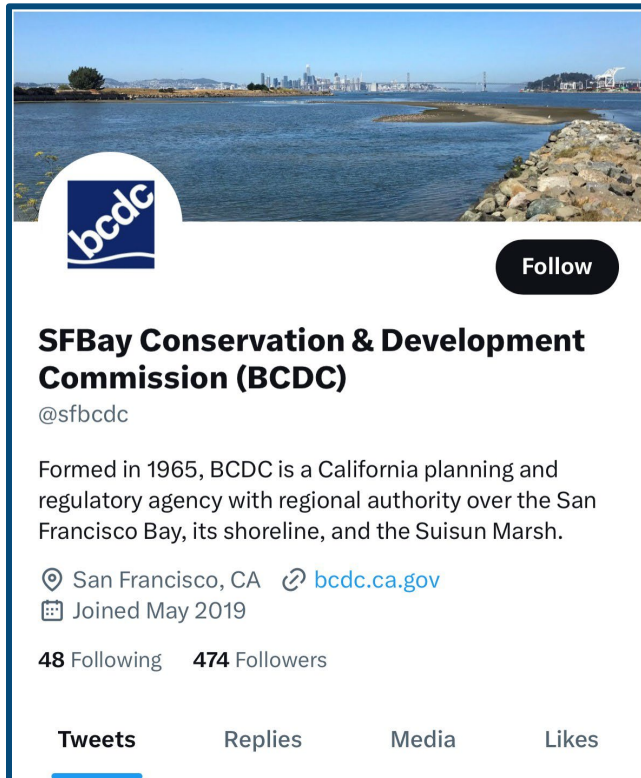 bcdc
Follow
SFBay Conservation & Development
Commission (BCDC)
@sfbcdc
Formed in 1965, BCDC is a California planning and
regulatory agency with regional authority over the San
Francisco Bay, its shoreline, and the Suisun Marsh.
San Francisco, CA bcdc.ca.gov
Joined May 2019
48 Following 474 Followers
Tweets Replies Media Likes